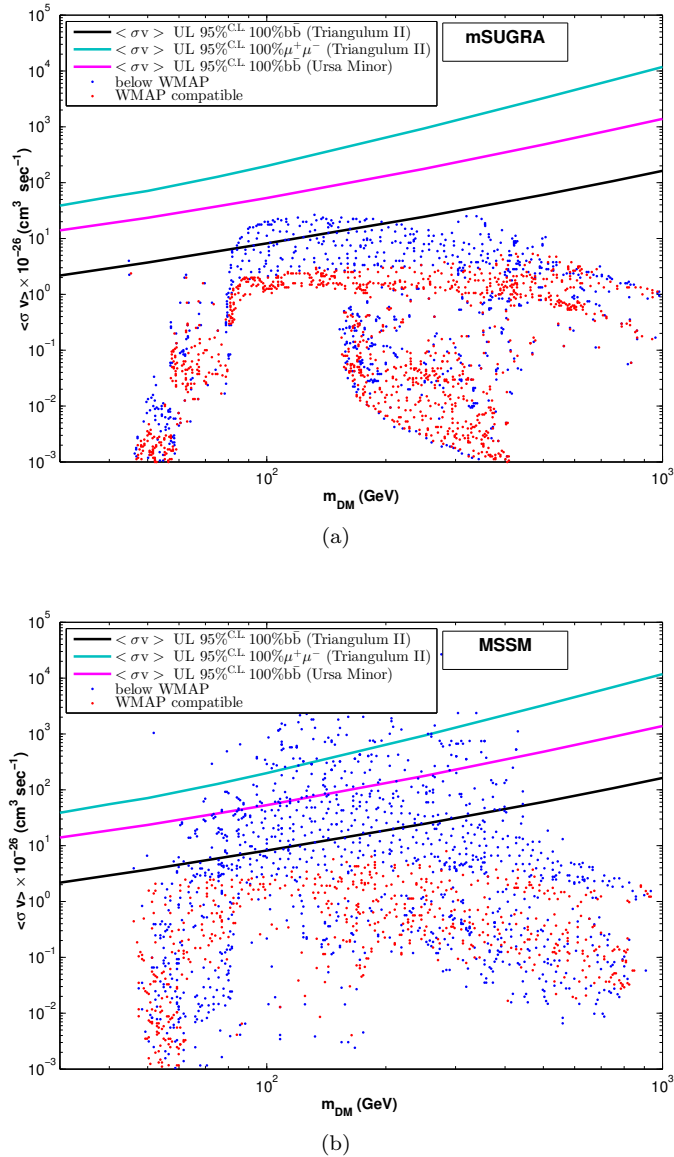 10^5
10^4
10^3
10^2
10^1
10^0
10^-1
10^-2
10^-3
<σ v> × 10^-26 (cm^3 sec^-1)
< σv > UL 95%^C.L 100%bb̄ (Triangulum II)
< σv > UL 95%^C.L 100%μ^+μ^- (Triangulum II)
< σv > UL 95%^C.L 100%bb̄ (Ursa Minor)
below WMAP
WMAP compatible
mSUGRA
10^2
10^3
m_DM (GeV)
(a)
10^5
10^4
10^3
10^2
10^1
10^0
10^-1
10^-2
10^-3
<σ v> × 10^-26 (cm^3 sec^-1)
< σv > UL 95%^C.L 100%bb̄ (Triangulum II)
< σv > UL 95%^C.L 100%μ^+μ^- (Triangulum II)
< σv > UL 95%^C.L 100%bb̄ (Ursa Minor)
below WMAP
WMAP compatible
MSSM
10^2
10^3
m_DM (GeV)
(b)